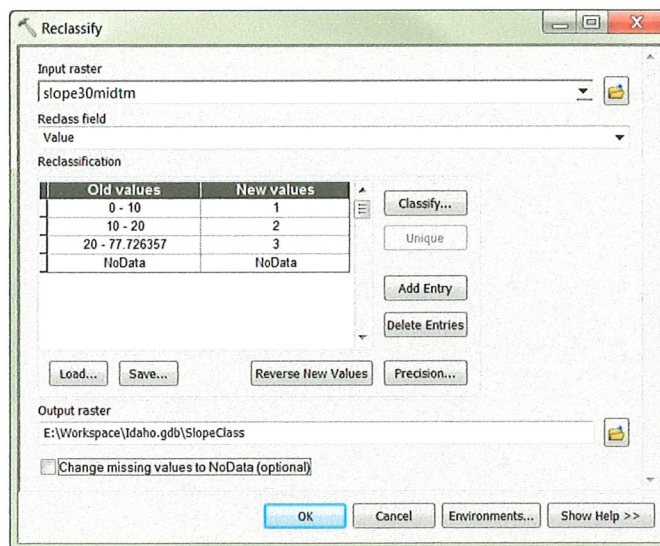 Reclassify
Input raster
slope30midtm
Reclass field
Value
Reclassification
Old values New values
0 - 10 1
10 - 20 2
20 - 77.726357 3
NoData NoData
Classify...
Unique
Add Entry
Delete Entries
Load... Save... Reverse New Values Precision...
Output raster
E:\Workspace\Idaho.gdb\SlopeClass
Change missing values to NoData (optional)
OK Cancel Environments... Show Help >>